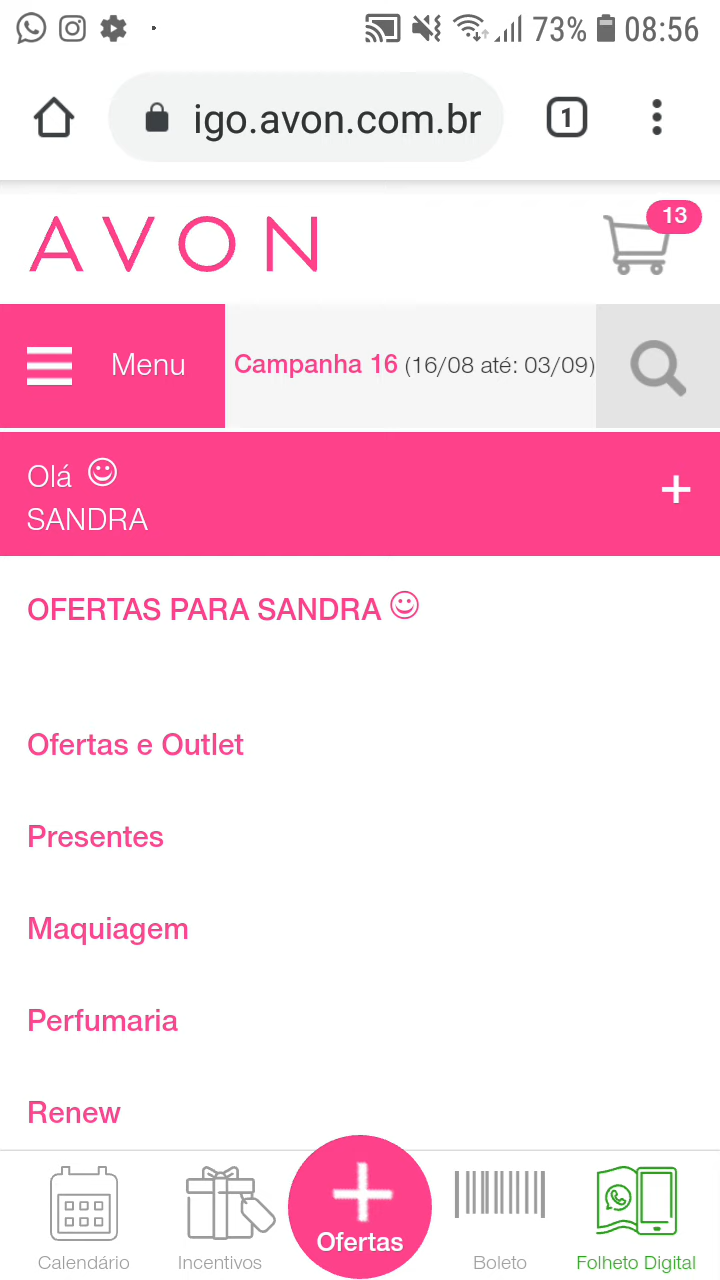 73% 08:56
igo.avon.com.br 1
AVON 13
Menu Campanha 16 (16/08 até: 03/09)
Olá
SANDRA
OFERTAS PARA SANDRA
Ofertas e Outlet
Presentes
Maquiagem
Perfumaria
Renew
Ofertas
Calendário Incentivos Boleto Folheto Digital